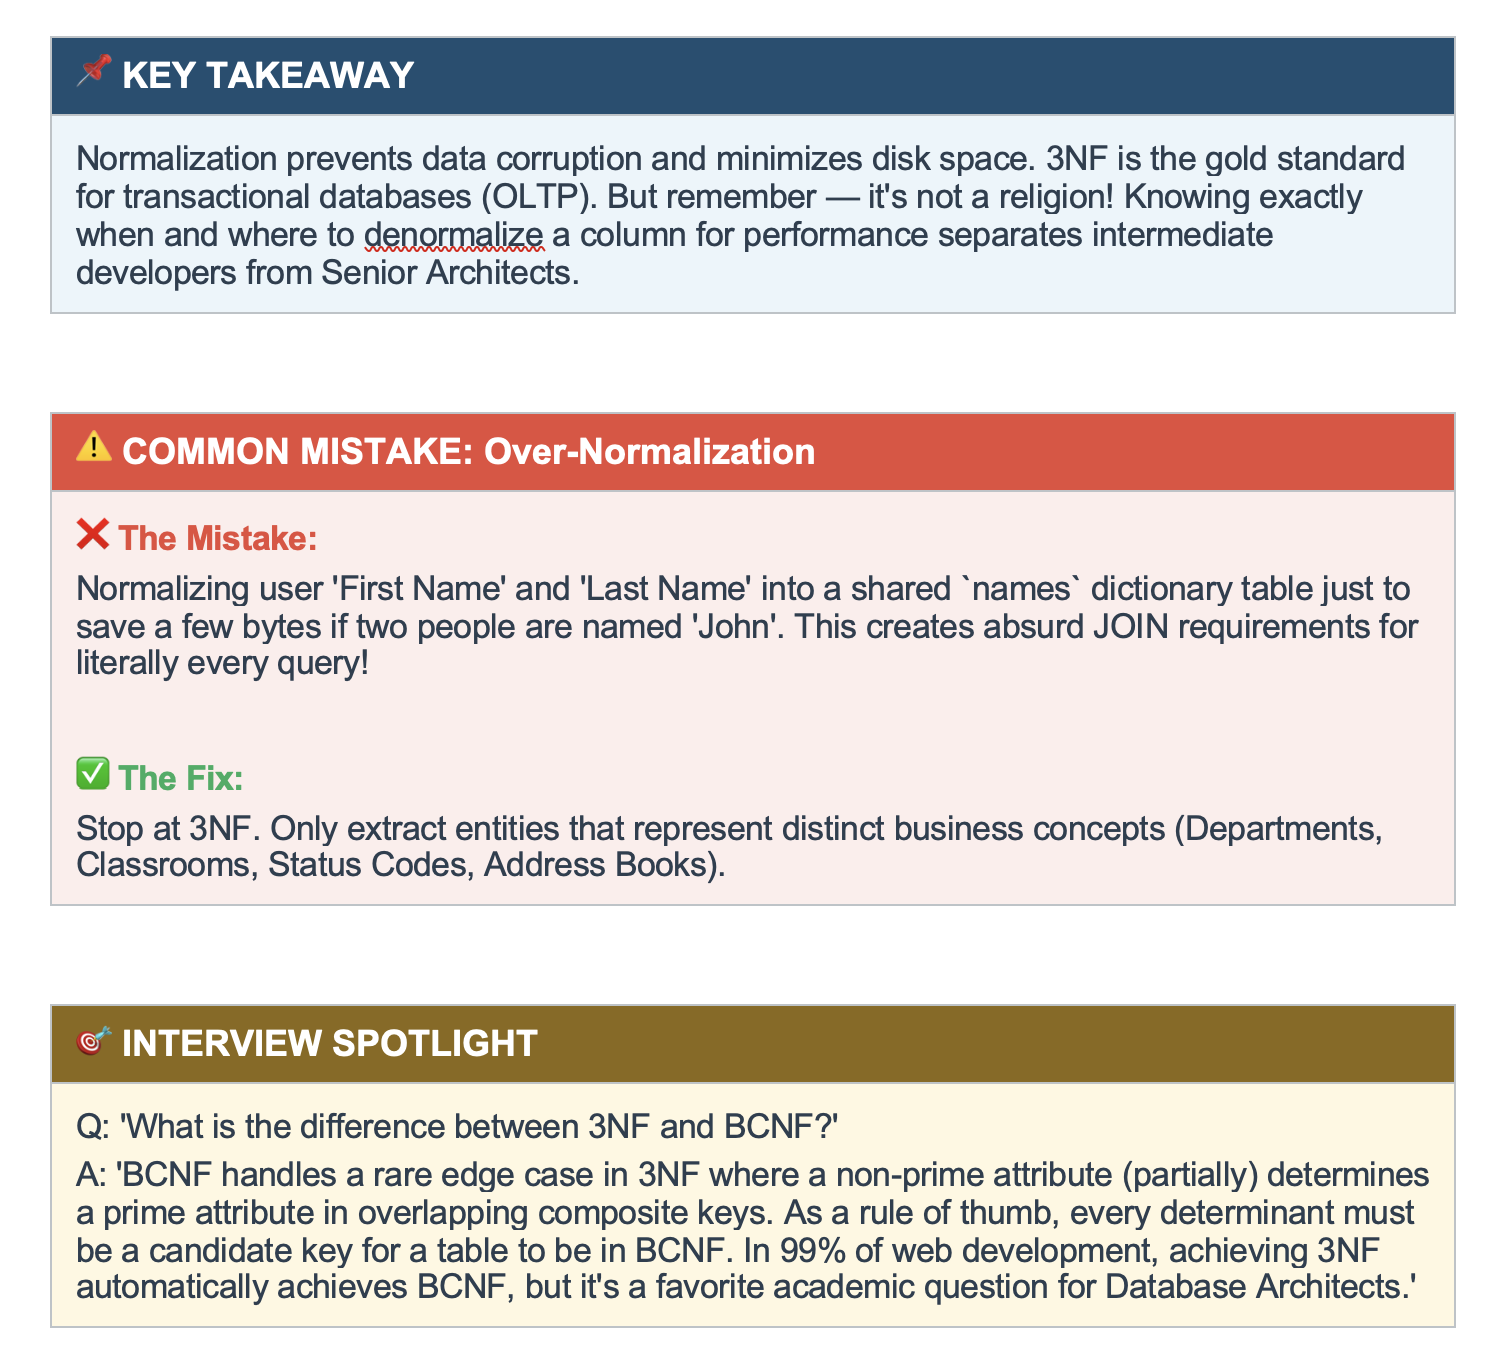 📌 KEY TAKEAWAY
Normalization prevents data corruption and minimizes disk space. 3NF is the gold standard
for transactional databases (OLTP). But remember — it's not a religion! Knowing exactly
when and where to denormalize a column for performance separates intermediate
developers from Senior Architects.
⚠️ COMMON MISTAKE: Over-Normalization
❌ The Mistake:
Normalizing user 'First Name' and 'Last Name' into a shared `names` dictionary table just to
save a few bytes if two people are named 'John'. This creates absurd JOIN requirements for
literally every query!
✅ The Fix:
Stop at 3NF. Only extract entities that represent distinct business concepts (Departments,
Classrooms, Status Codes, Address Books).
🎯 INTERVIEW SPOTLIGHT
Q: 'What is the difference between 3NF and BCNF?'
A: 'BCNF handles a rare edge case in 3NF where a non-prime attribute (partially) determines
a prime attribute in overlapping composite keys. As a rule of thumb, every determinant must
be a candidate key for a table to be in BCNF. In 99% of web development, achieving 3NF
automatically achieves BCNF, but it's a favorite academic question for Database Architects.'